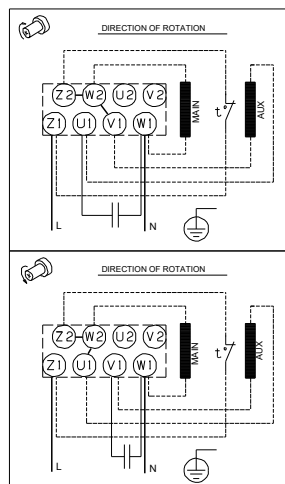 DIRECTION OF ROTATION
Z2 W2 U2 V2
Z1 U1 V1 W1
MAIN
t°
AUX
L
N
DIRECTION OF ROTATION
Z2 W2 U2 V2
Z1 U1 V1 W1
MAIN
t°
AUX
L
N